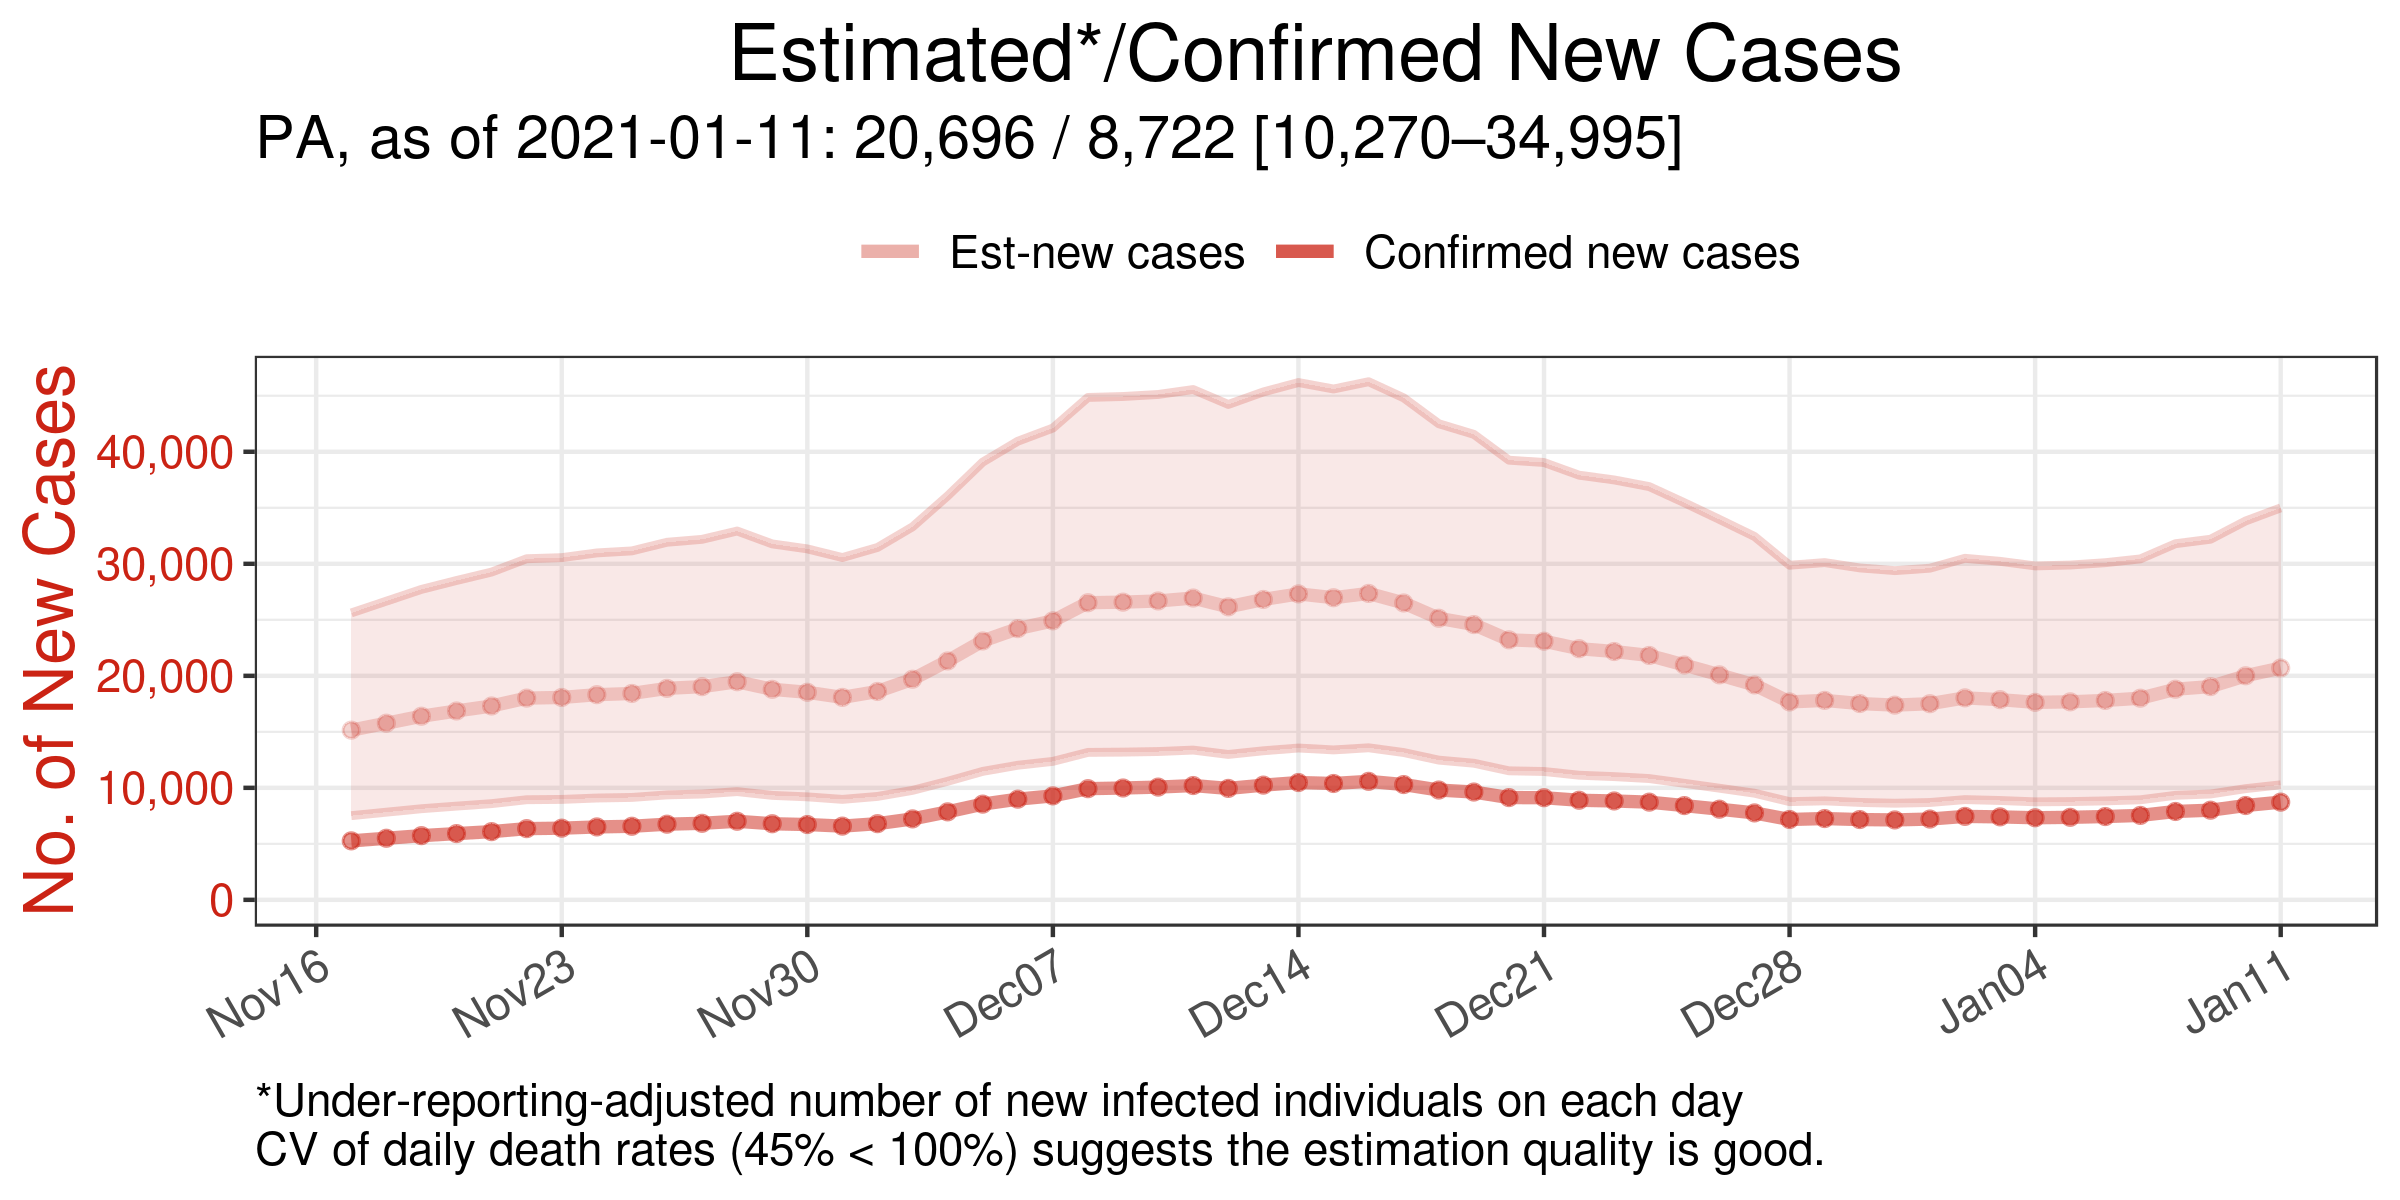 Estimated*/Confirmed New Cases
PA, as of 2021-01-11: 20,696 / 8,722 [10,270–34,995]
Est-new cases
Confirmed new cases
No. of New Cases
40,000
30,000
20,000
10,000
0
Nov16
Nov23
Nov30
Dec07
Dec14
Dec21
Dec28
Jan04
Jan11
*Under-reporting-adjusted number of new infected individuals on each day
CV of daily death rates (45% < 100%) suggests the estimation quality is good.